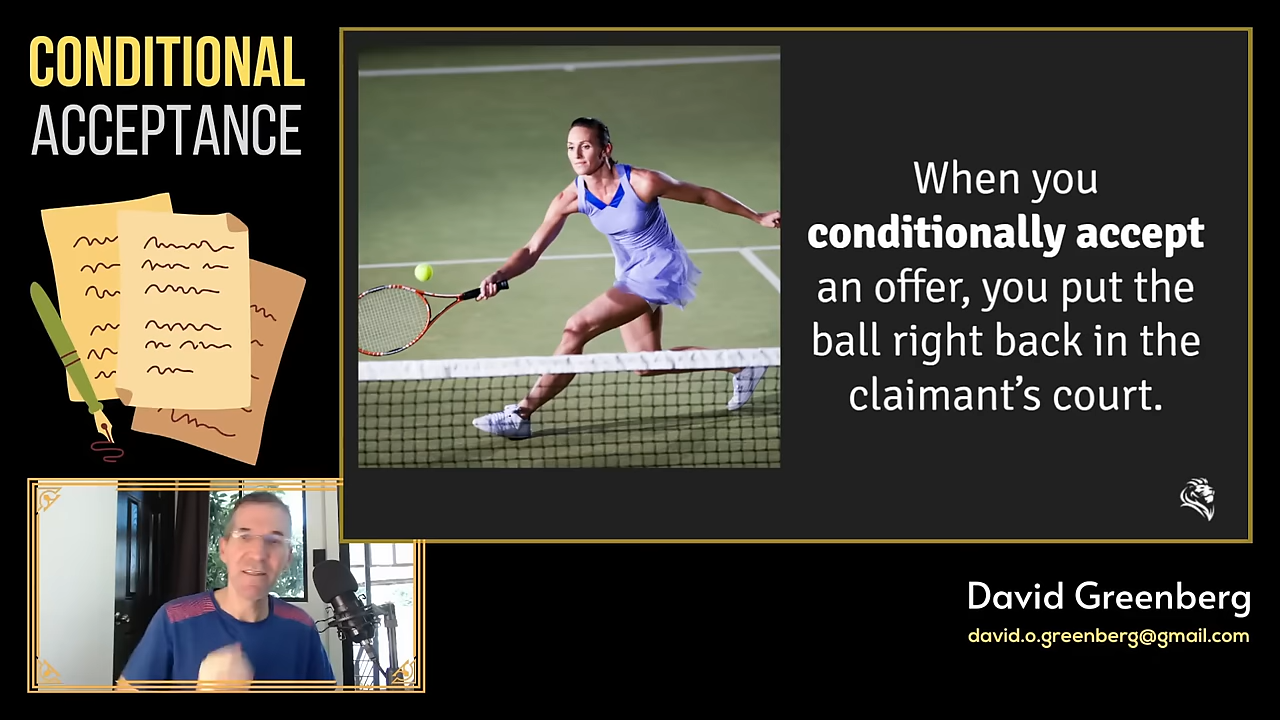 CONDITIONAL
ACCEPTANCE
When you
conditionally accept
an offer, you put the
ball right back in the
claimant’s court.
David Greenberg
david.o.greenberg@gmail.com